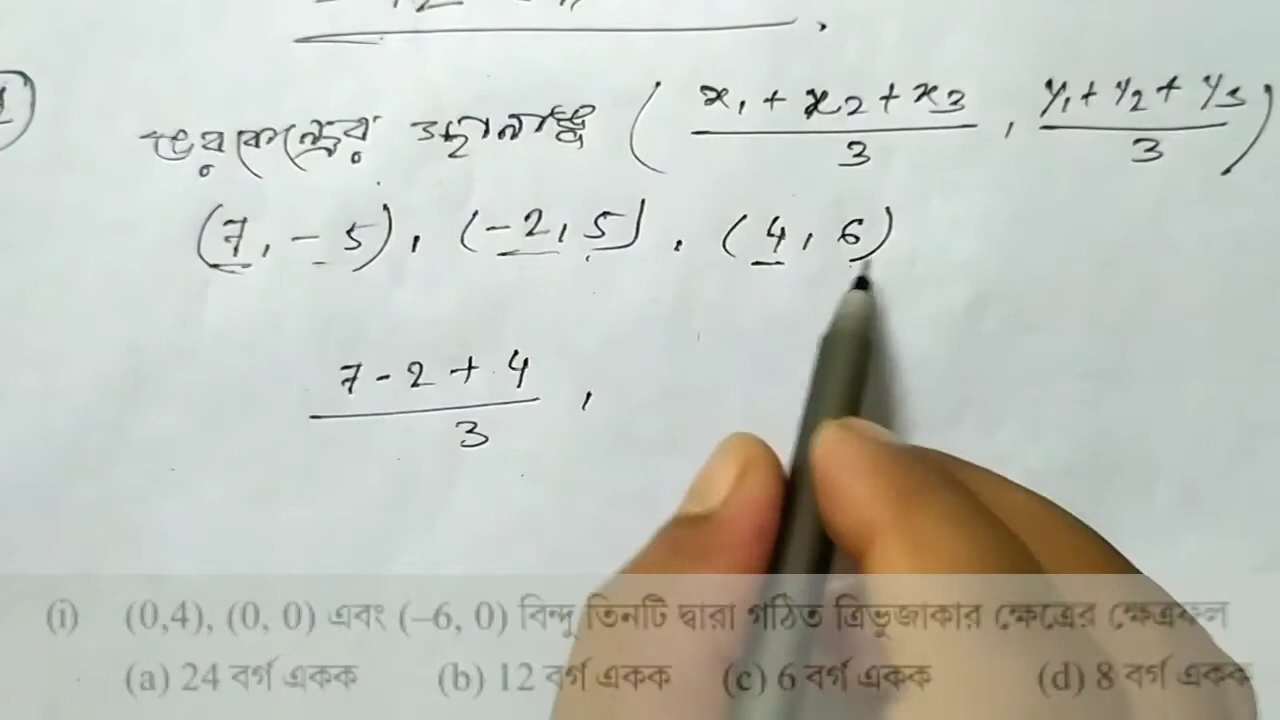 ভরকেন্দ্রের স্থানাঙ্ক ( x₁ + x₂ + x₃ / 3 , y₁ + y₂ + y₃ / 3 )
(7, - 5), (-2, 5), (4, 6)
7 - 2 + 4 / 3 ,
(i) (0,4), (0, 0) এবং (–6, 0) বিন্দু তিনটি দ্বারা গঠিত ত্রিভুজাকার ক্ষেত্রের ক্ষেত্রফল
(a) 24 বর্গ একক (b) 12 বর্গ একক (c) 6 বর্গ একক (d) 8 বর্গ একক